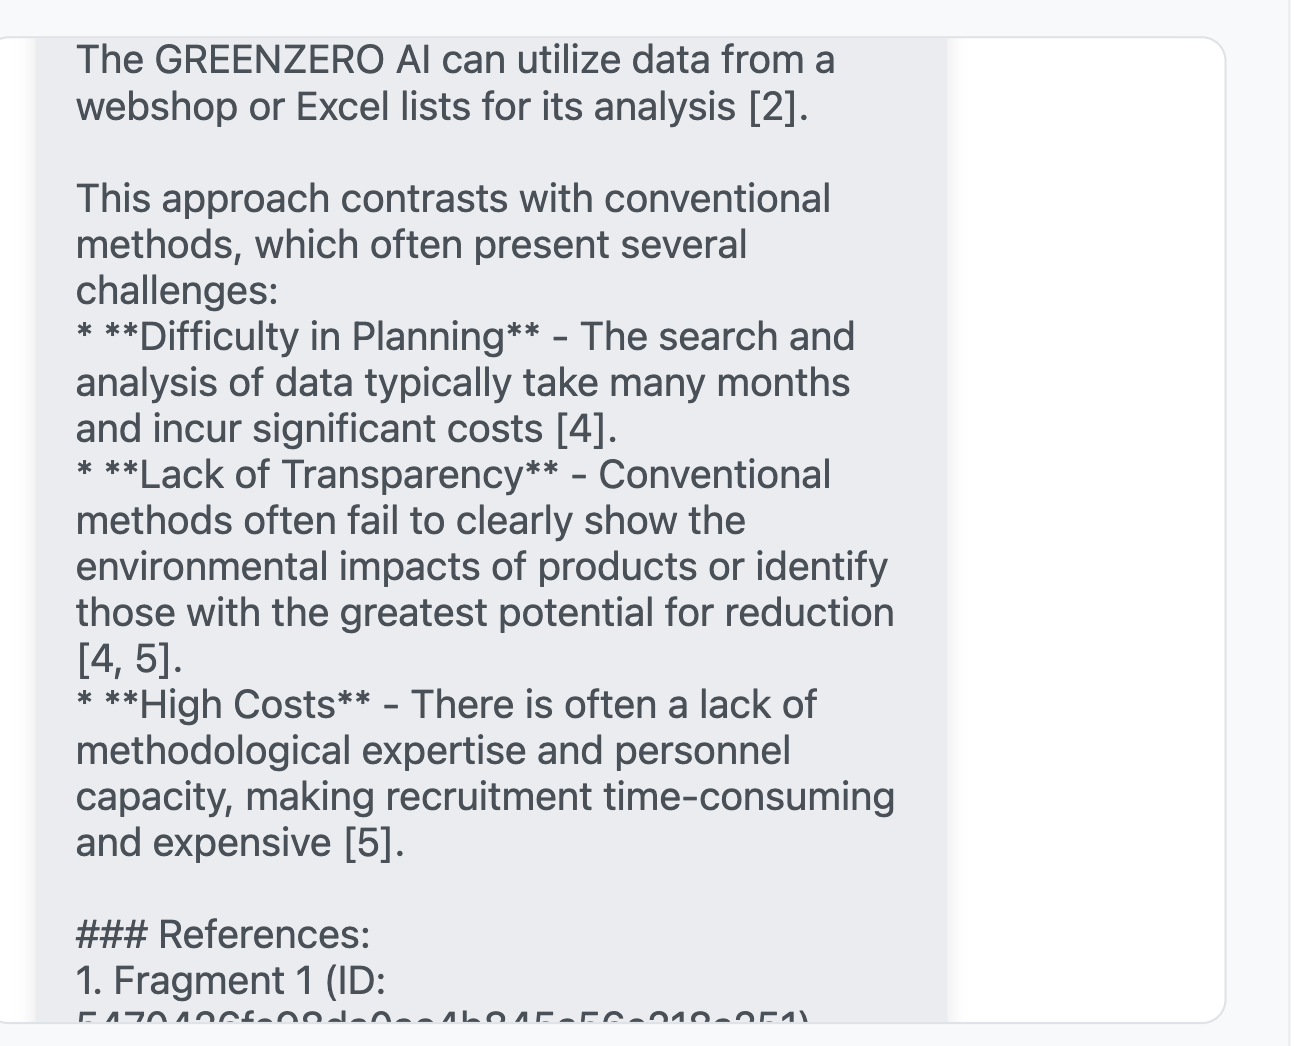 The GREENZERO AI can utilize data from a
webshop or Excel lists for its analysis [2].
This approach contrasts with conventional
methods, which often present several
challenges:
* **Difficulty in Planning** - The search and
analysis of data typically take many months
and incur significant costs [4].
* **Lack of Transparency** - Conventional
methods often fail to clearly show the
environmental impacts of products or identify
those with the greatest potential for reduction
[4, 5].
* **High Costs** - There is often a lack of
methodological expertise and personnel
capacity, making recruitment time-consuming
and expensive [5].
### References:
1. Fragment 1 (ID: